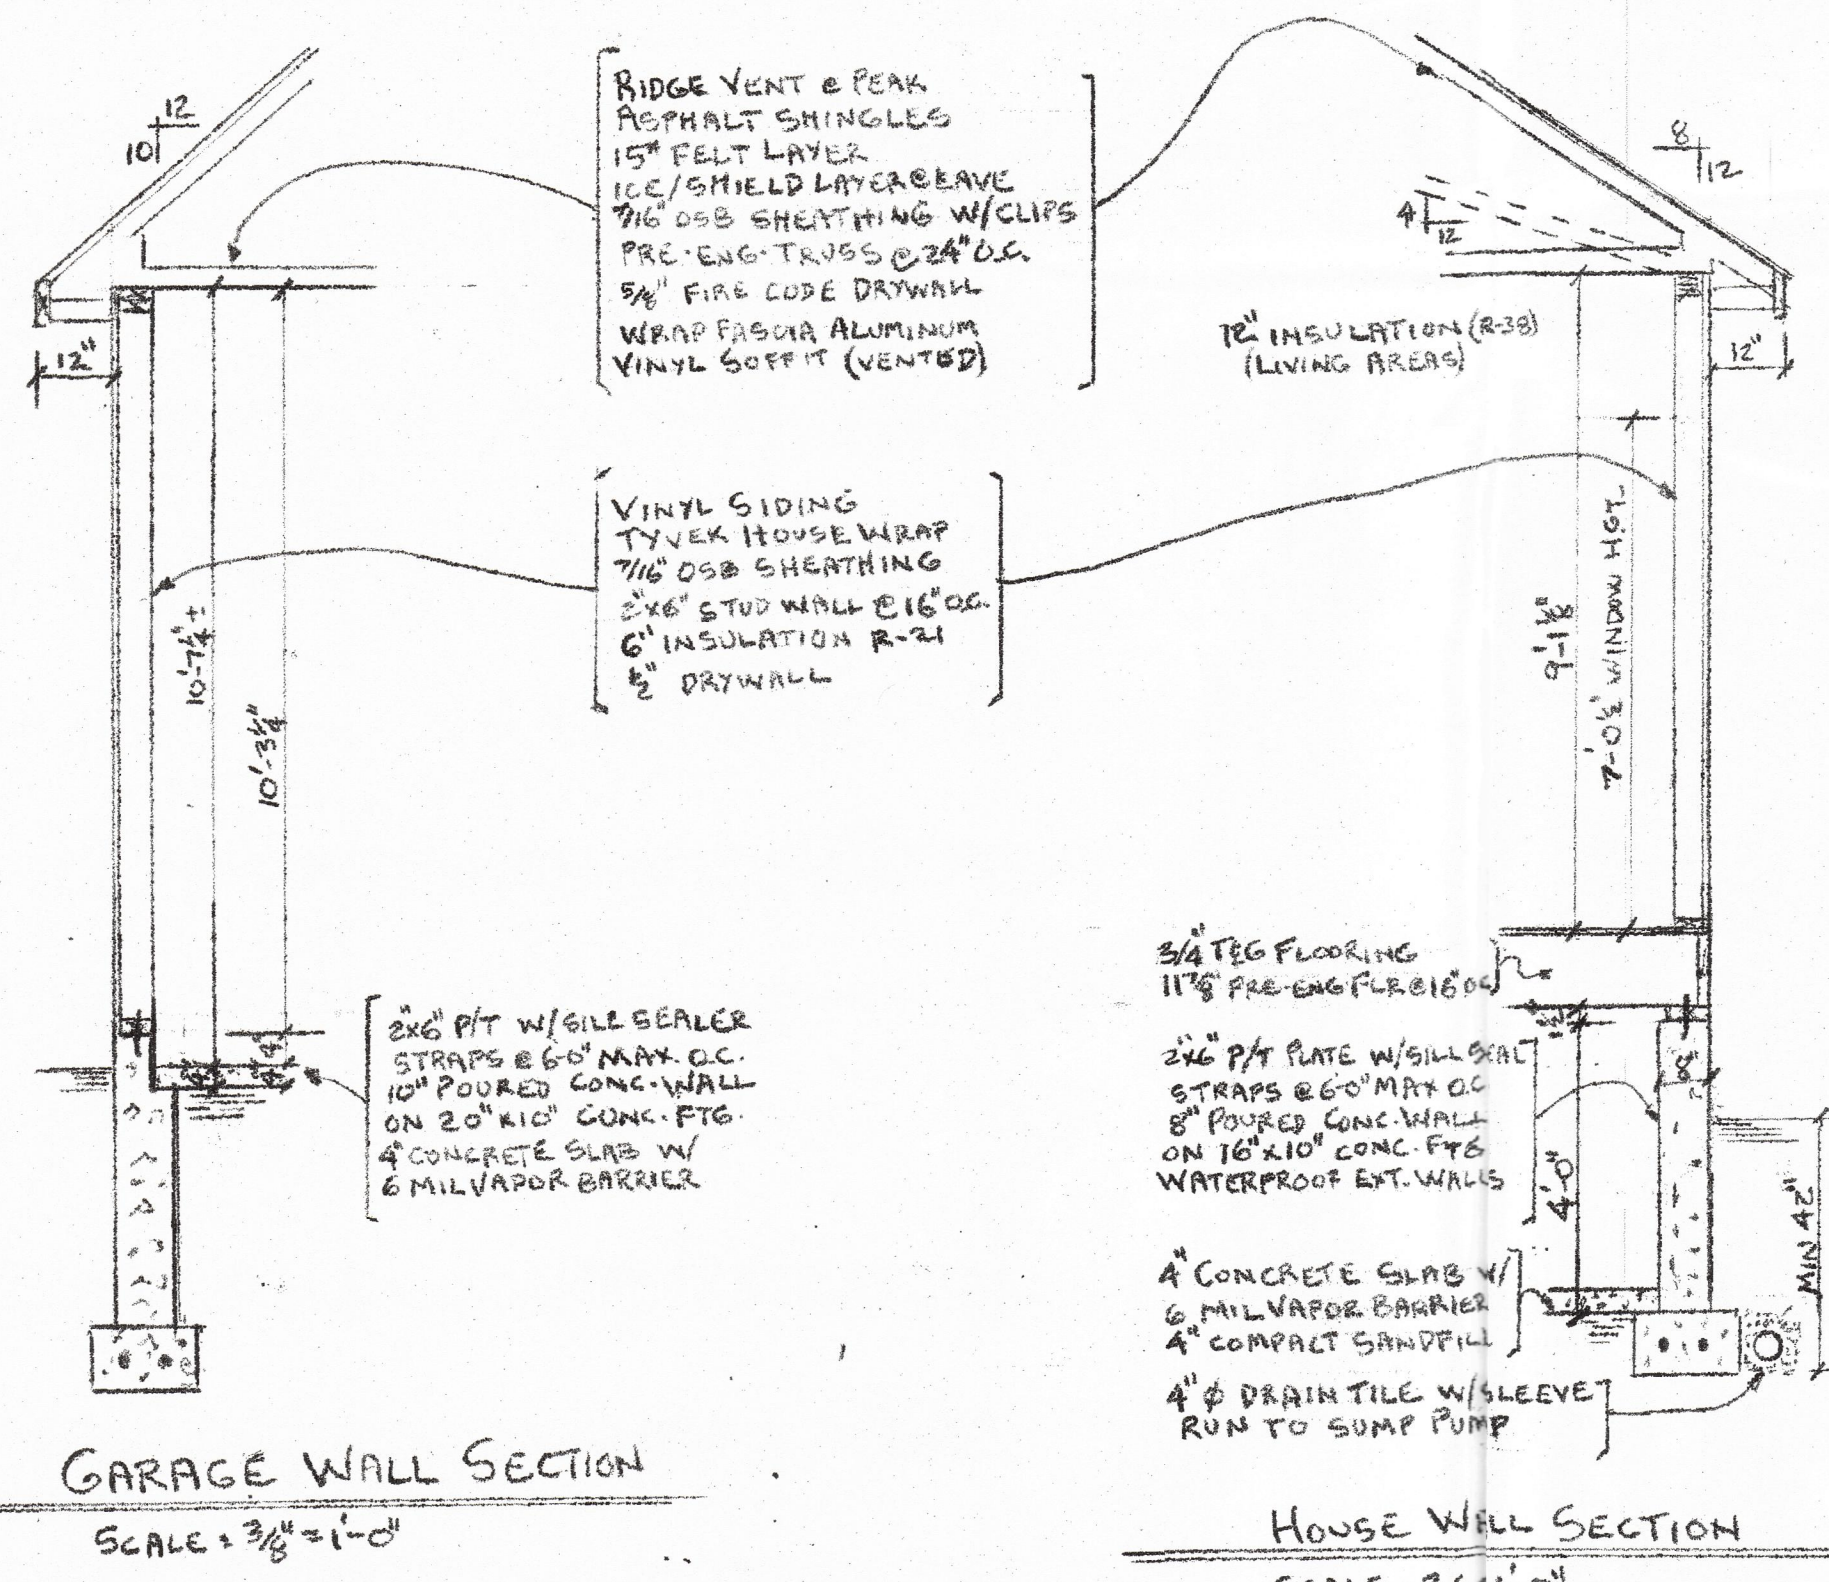 12
10
RIDGE VENT @ PEAK
ASPHALT SHINGLES
15# FELT LAYER
ICE/SHIELD LAYER @ EAVE
7/16" OSB SHEATHING W/CLIPS
PRE-ENG-TRUSS @ 24" O.C.
5/8" FIRE CODE DRYWALL
WRAP FASCIA ALUMINUM
VINYL SOFFIT (VENTED)
8
12
4
12
12"
12" INSULATION (R-38)
(LIVING AREAS)
12"
VINYL SIDING
TYVEK HOUSE WRAP
7/16" OSB SHEATHING
2"x6" STUD WALL @ 16" O.C.
6" INSULATION R-21
1/2" DRYWALL
10'-7 1/4" ±
10'-3 1/4"
9'-1 1/8"
WINDOW HGT.
3/4" T&G FLOORING
11 7/8" PRE-ENG FLR @ 16" OC
2"x6" P/T W/SILL SEALER
STRAPS @ 6-0" MAX. O.C.
10" POURED CONC. WALL
ON 20"x10" CONC. FTG.
4" CONCRETE SLAB W/
6 MIL VAPOR BARRIER
4"
2"x6" P/T PLATE W/SILL SEAL
STRAPS @ 6-0" MAX O.C
8" POURED CONC. WALL
ON 16"x10" CONC. FTG
WATERPROOF EXT. WALLS
8"
4'-0"
42" MIN
4" CONCRETE SLAB W/
6 MIL VAPOR BARRIER
4" COMPACT SANDFILL
4" ϕ DRAIN TILE W/SLEEVE
RUN TO SUMP PUMP
GARAGE WALL SECTION
SCALE: 3/8" = 1'-0"
HOUSE WALL SECTION